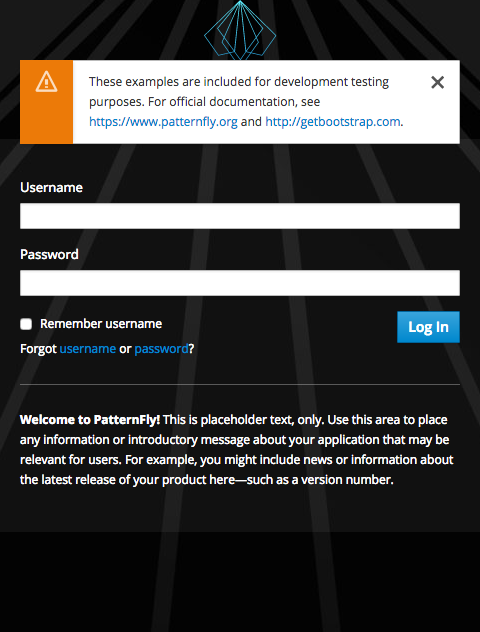 These examples are included for development testing
purposes. For official documentation, see
https://www.patternfly.org and http://getbootstrap.com.
Username
Password
Remember username
Log In
Forgot username or password?
Welcome to PatternFly! This is placeholder text, only. Use this area to place
any information or introductory message about your application that may be
relevant for users. For example, you might include news or information about
the latest release of your product here—such as a version number.